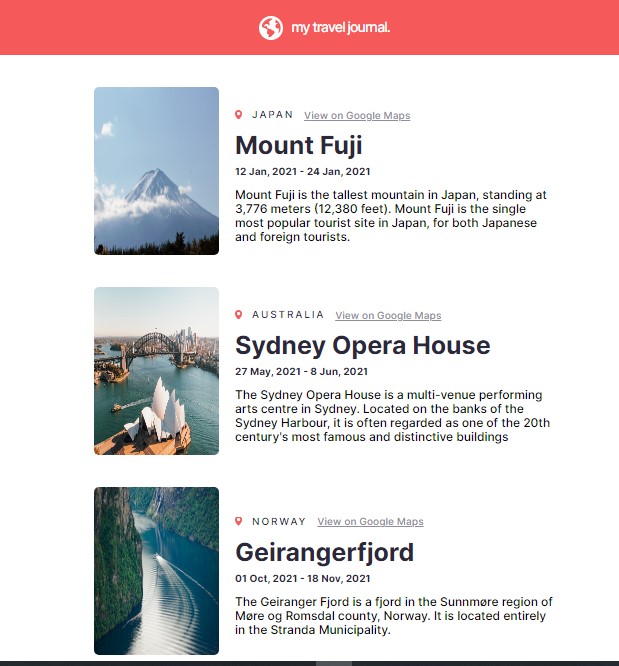 my travel journal.
JAPAN View on Google Maps
Mount Fuji
12 Jan, 2021 - 24 Jan, 2021
Mount Fuji is the tallest mountain in Japan, standing at
3,776 meters (12,380 feet). Mount Fuji is the single
most popular tourist site in Japan, for both Japanese
and foreign tourists.
AUSTRALIA View on Google Maps
Sydney Opera House
27 May, 2021 - 8 Jun, 2021
The Sydney Opera House is a multi-venue performing
arts centre in Sydney. Located on the banks of the
Sydney Harbour, it is often regarded as one of the 20th
century's most famous and distinctive buildings
NORWAY View on Google Maps
Geirangerfjord
01 Oct, 2021 - 18 Nov, 2021
The Geiranger Fjord is a fjord in the Sunnmøre region of
Møre og Romsdal county, Norway. It is located entirely
in the Stranda Municipality.